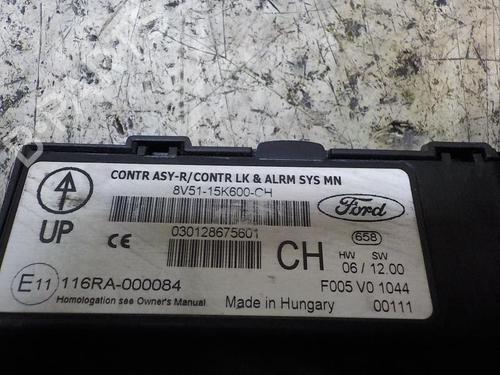 CONTR ASY-R/CONTR LK & ALRM SYS MN
8V51-15K600-CH
Ford
030128675601
658
UP
CE
CH
HW SW
06 / 12.00
E11 116RA-000084
F005 V0 1044
Homologation see Owner's Manual
Made in Hungary
00111